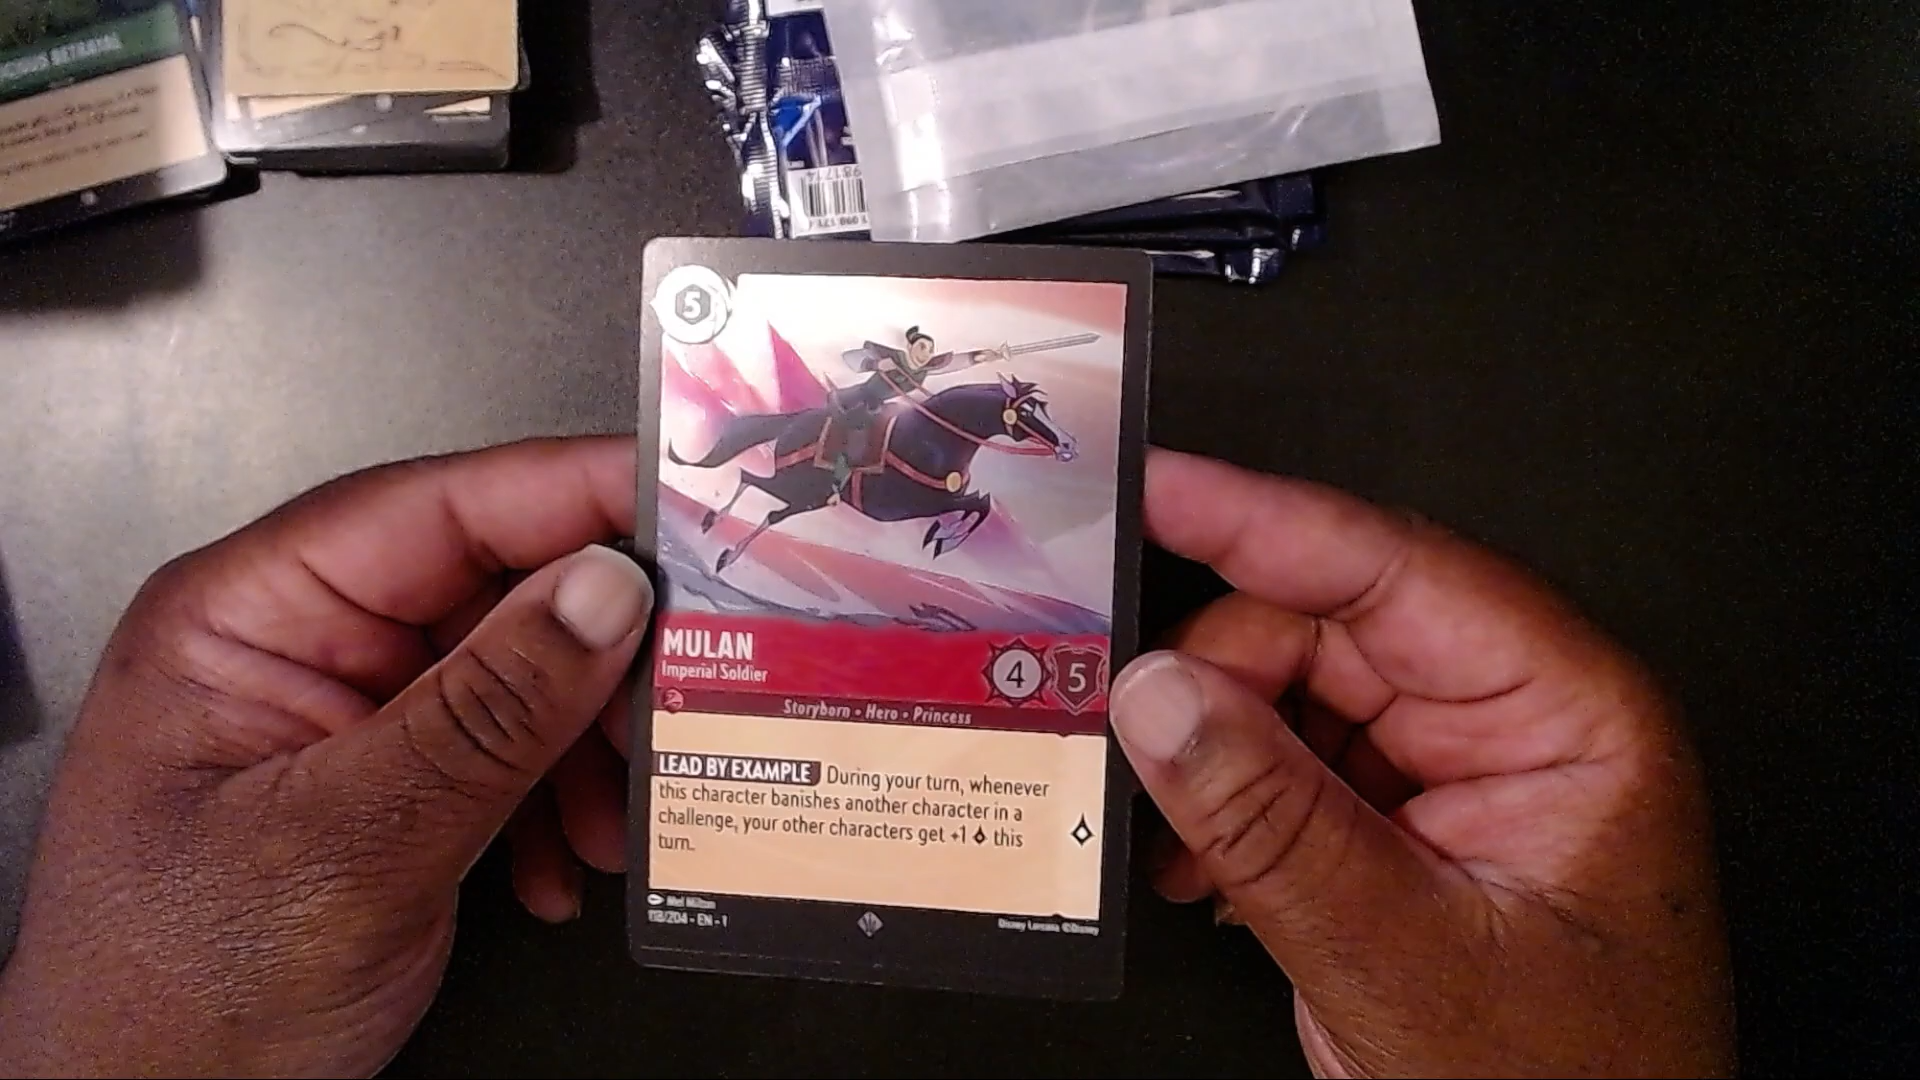 BETRAYAL
5
MULAN
Imperial Soldier
4
5
Storyborn • Hero • Princess
LEAD BY EXAMPLE During your turn, whenever
this character banishes another character in a
challenge, your other characters get +1 this
turn.
Mel Milton
118/204 - EN - 1
Disney Lorcana ©Disney